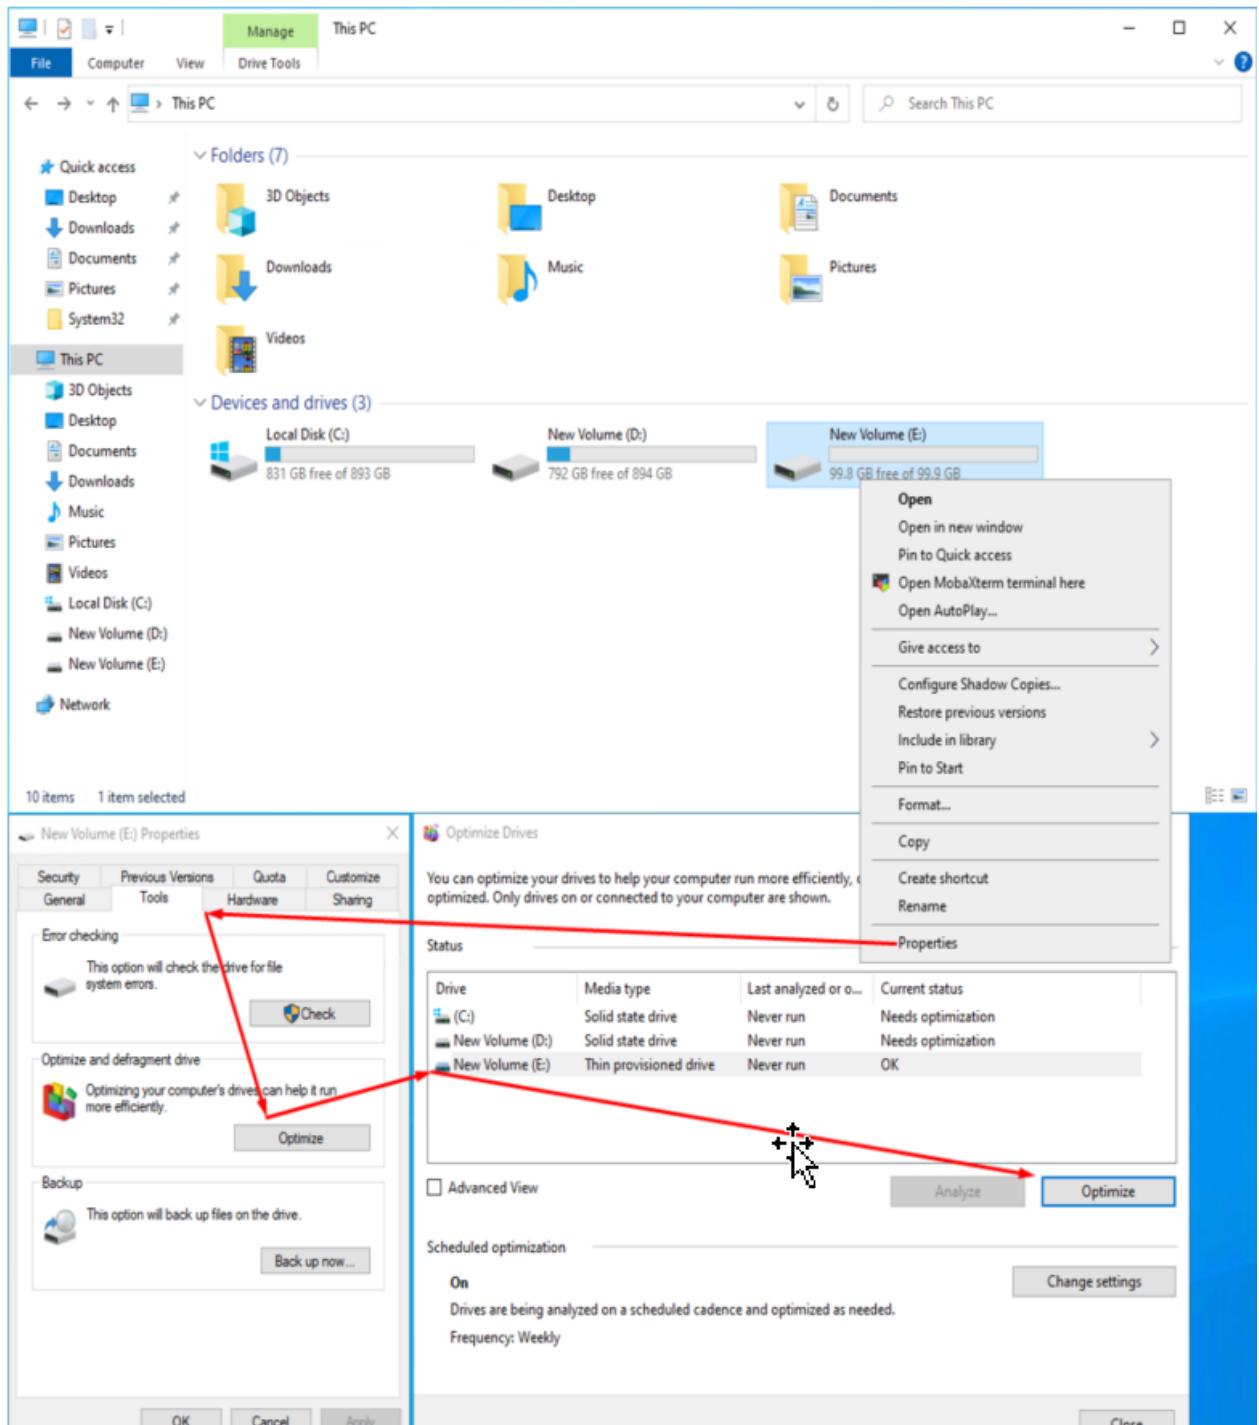 Manage
This PC
File
Computer
View
Drive Tools
This PC
Search This PC
Quick access
Desktop
Downloads
Documents
Pictures
System32
This PC
3D Objects
Desktop
Documents
Downloads
Music
Pictures
Videos
Local Disk (C:)
New Volume (D:)
New Volume (E:)
Network
Folders (7)
3D Objects
Desktop
Documents
Downloads
Music
Pictures
Videos
Devices and drives (3)
Local Disk (C:)
831 GB free of 893 GB
New Volume (D:)
792 GB free of 894 GB
New Volume (E:)
99.8 GB free of 99.9 GB
Open
Open in new window
Pin to Quick access
Open MobaXterm terminal here
Open AutoPlay...
Give access to
Configure Shadow Copies...
Restore previous versions
Include in library
Pin to Start
Format...
Copy
Create shortcut
Rename
Properties
10 items
1 item selected
New Volume (E:) Properties
Security
Previous Versions
Quota
Customize
General
Tools
Hardware
Sharing
Error checking
This option will check the drive for file
system errors.
Check
Optimize and defragment drive
Optimizing your computer's drives can help it run
more efficiently.
Optimize
Backup
This option will back up files on the drive.
Back up now...
OK
Cancel
Apply
Optimize Drives
You can optimize your drives to help your computer run more efficiently,
optimized. Only drives on or connected to your computer are shown.
Status
Drive
Media type
Last analyzed or o...
Current status
(C:)
Solid state drive
Never run
Needs optimization
New Volume (D:)
Solid state drive
Never run
Needs optimization
New Volume (E:)
Thin provisioned drive
Never run
OK
Advanced View
Analyze
Optimize
Scheduled optimization
On
Drives are being analyzed on a scheduled cadence and optimized as needed.
Frequency: Weekly
Change settings
Close